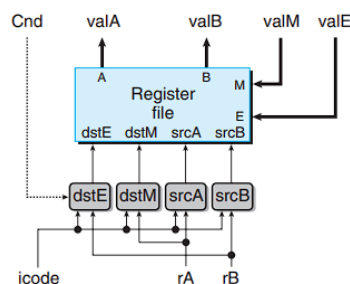 Cnd valA valB valM valE
A B
M
Register
file
E
dstE dstM srcA srcB
dstE dstM srcA srcB
icode rA rB